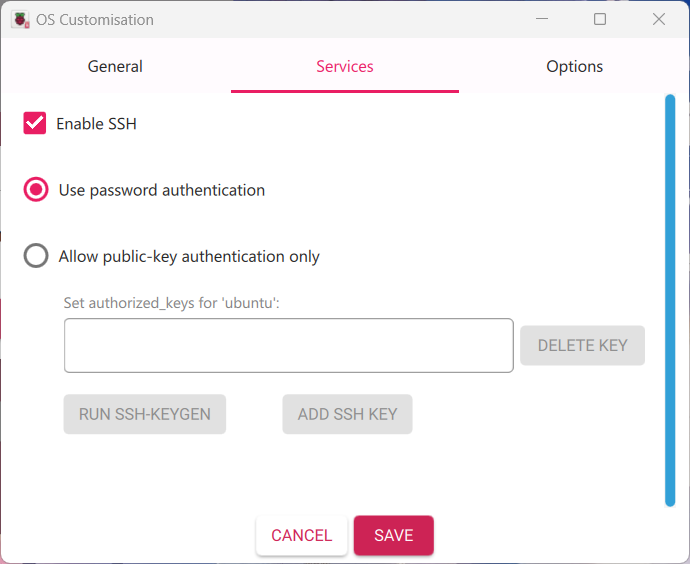 OS Customisation
General Services Options
Enable SSH
Use password authentication
Allow public-key authentication only
Set authorized_keys for 'ubuntu':
DELETE KEY
RUN SSH-KEYGEN ADD SSH KEY
CANCEL SAVE